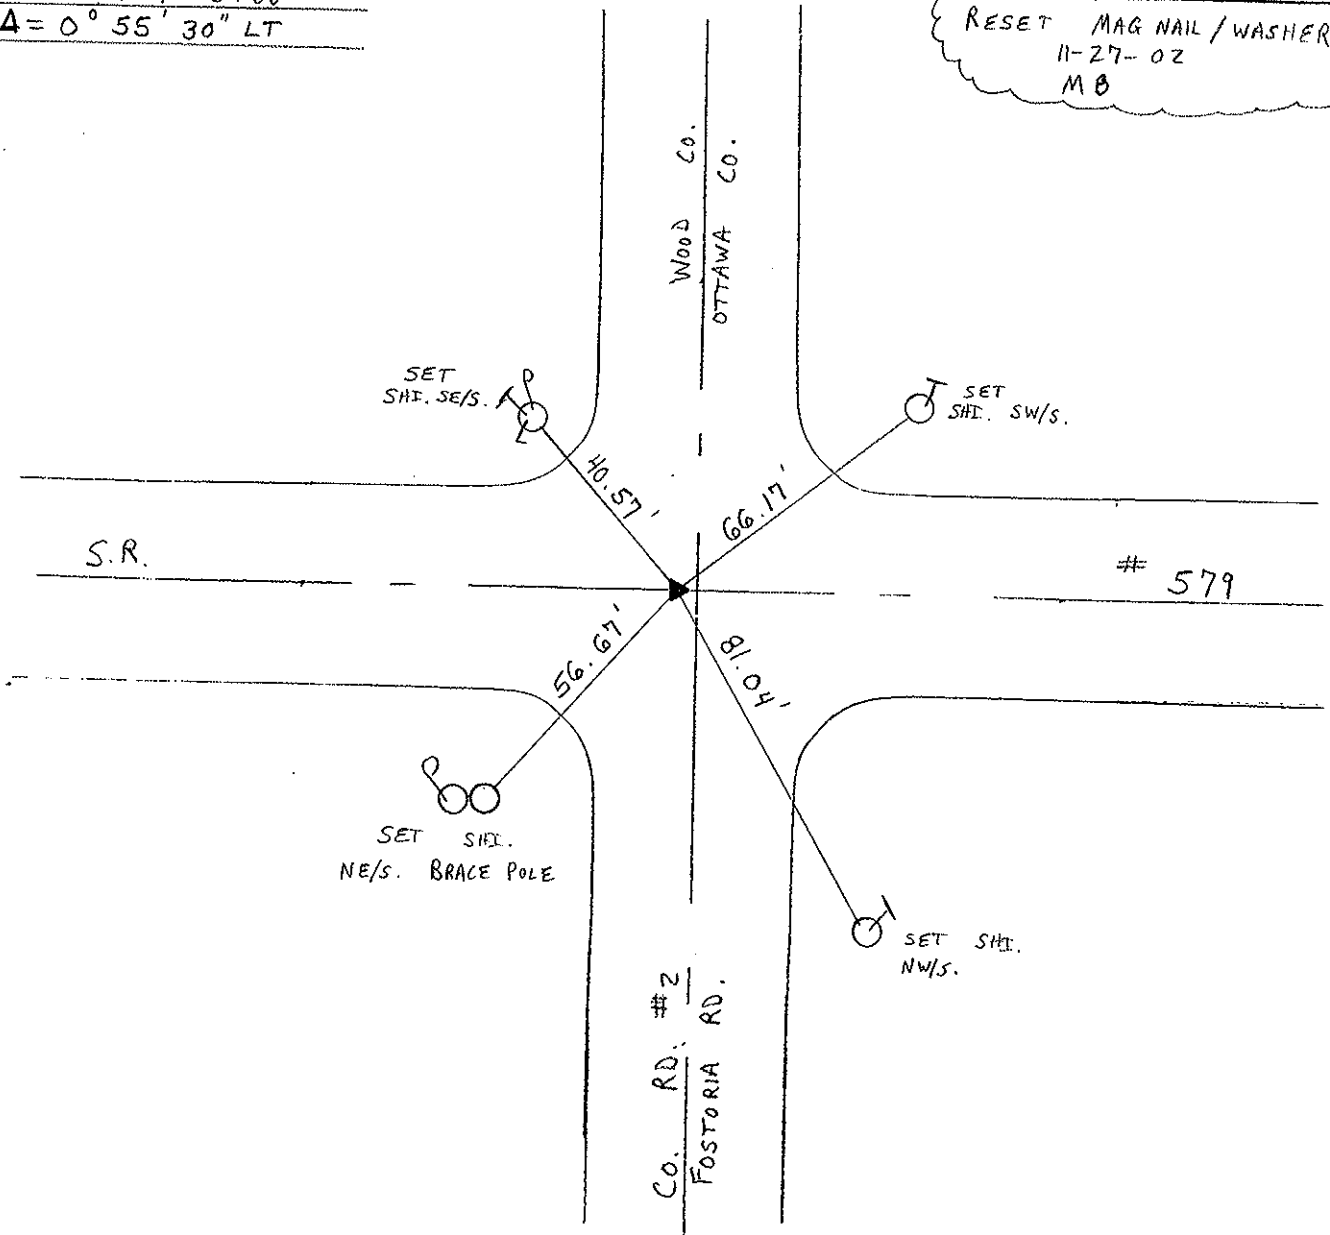 Δ = 0° 55' 30" LT
RESET MAG NAIL / WASHER
11-27-02
MB
WOOD CO.
OTTAWA CO.
SET
SHI. SE/S.
SET
SHI. SW/S.
40.57'
66.17'
S.R.
# 579
56.67'
81.04'
SET SHI.
NE/S. BRACE POLE
SET SHI.
NW/S.
CO. RD. #2
FOSTORIA RD.